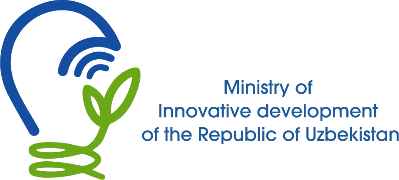 Ministry of
Innovative development
of the Republic of Uzbekistan